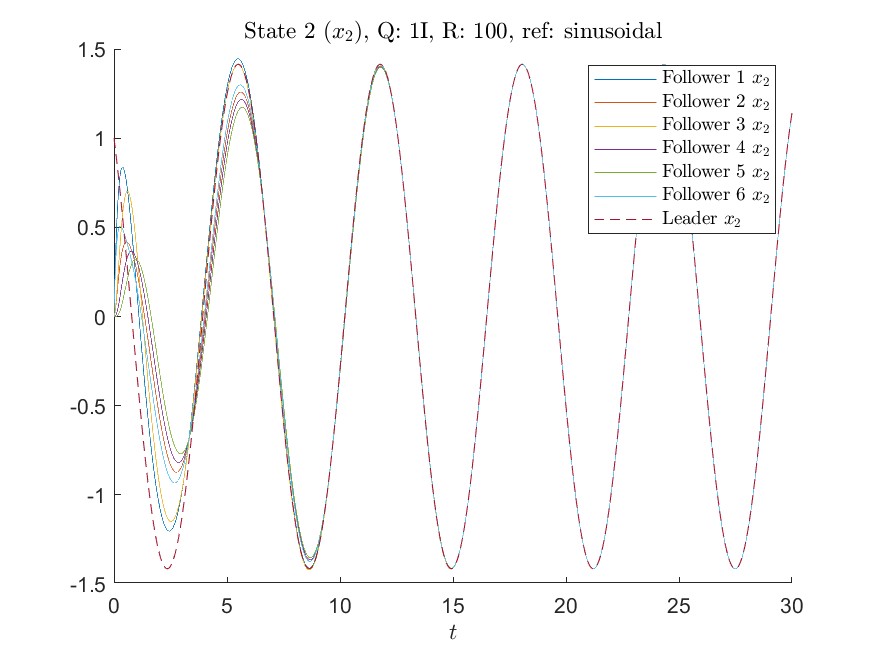 State 2 (x₂), Q: 1I, R: 100, ref: sinusoidal
1.5
1
0.5
0
-0.5
-1
-1.5
Follower 1 x₂
Follower 2 x₂
Follower 3 x₂
Follower 4 x₂
Follower 5 x₂
Follower 6 x₂
Leader x₂
0 5 10 15 20 25 30
t